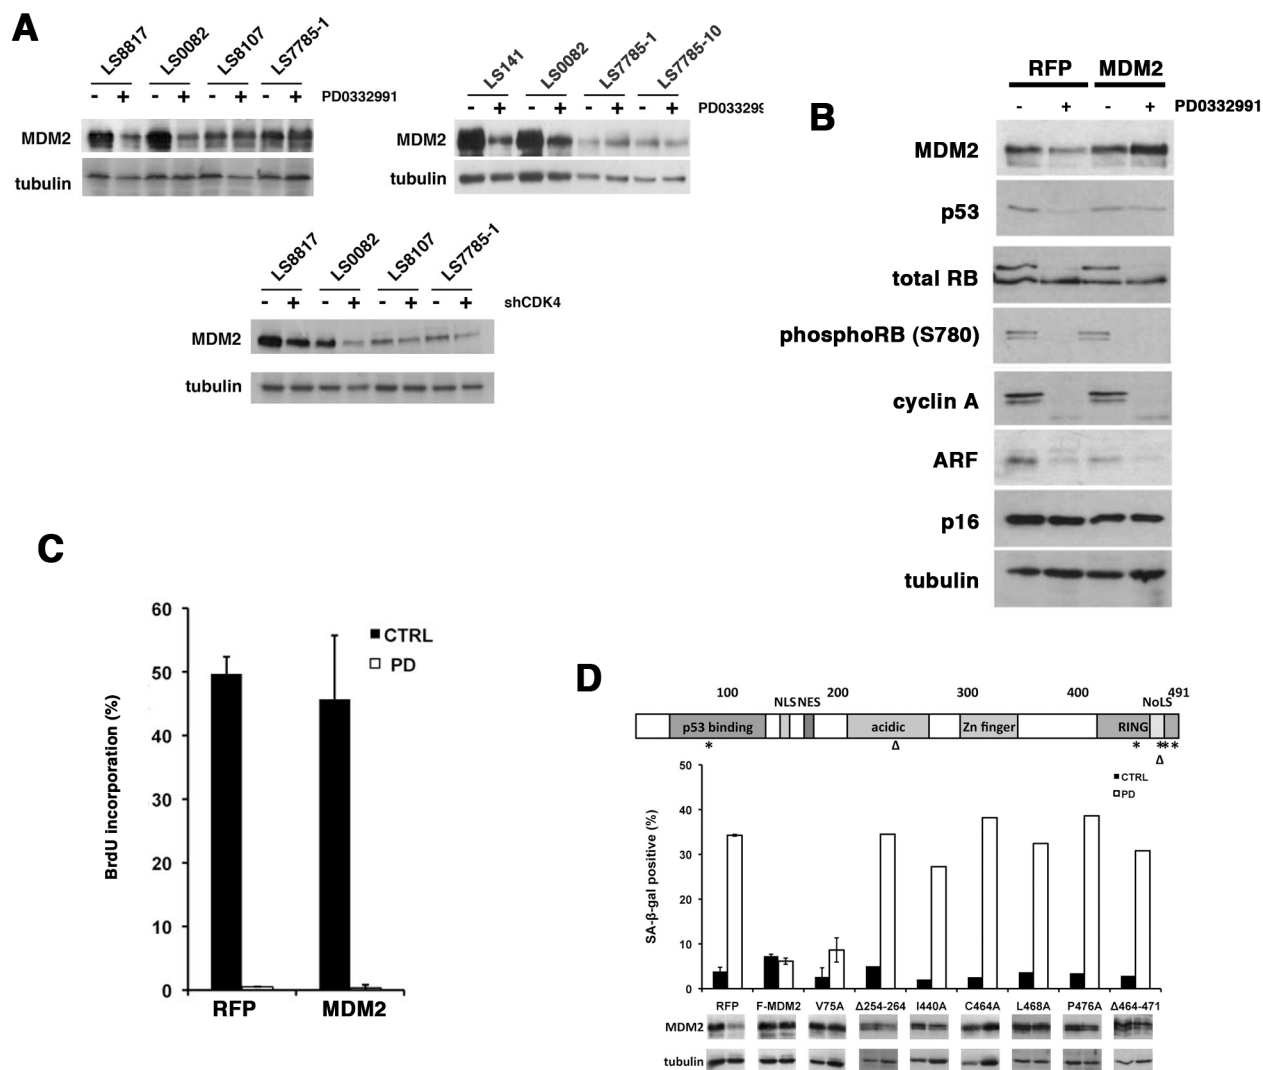 A
LS8817 LS0082 LS8107 LS7785-1
- + - + - + - + PD0332991
MDM2
tubulin
LS141 LS0082 LS7785-1 LS7785-10
- + - + - + - + PD033299
MDM2
tubulin
LS8817 LS0082 LS8107 LS7785-1
- + - + - + - + shCDK4
MDM2
tubulin
B
RFP MDM2
- + - + PD0332991
MDM2
p53
total RB
phosphoRB (S780)
cyclin A
ARF
p16
tubulin
C
BrdU incorporation (%)
60
50
40
30
20
10
0
CTRL
PD
RFP MDM2
D
100 200 300 400 491
NLS NES NoLS
p53 binding acidic Zn finger RING
* Δ * ** *
Δ
SA-β-gal positive (%)
50
40
30
20
10
0
CTRL
PD
RFP F-MDM2 V75A Δ254-264 I440A C464A L468A P476A Δ464-471
MDM2
tubulin